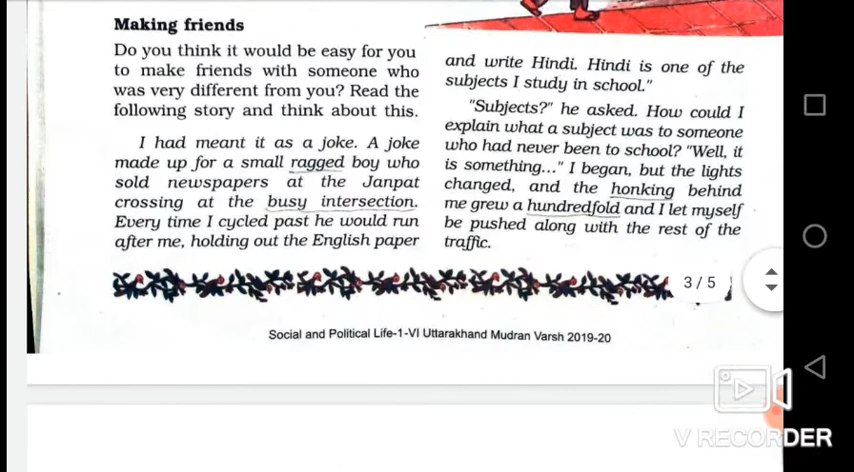 Making friends
Do you think it would be easy for you
to make friends with someone who
was very different from you? Read the
following story and think about this.
I had meant it as a joke. A joke
made up for a small ragged boy who
sold newspapers at the Janpat
crossing at the busy intersection.
Every time I cycled past he would run
after me, holding out the English paper
and write Hindi. Hindi is one of the
subjects I study in school."
"Subjects?" he asked. How could I
explain what a subject was to someone
who had never been to school? "Well, it
is something..." I began, but the lights
changed, and the honking behind
me grew a hundredfold and I let myself
be pushed along with the rest of the
traffic.
3 / 5
Social and Political Life-1-VI Uttarakhand Mudran Varsh 2019-20
V RECORDER